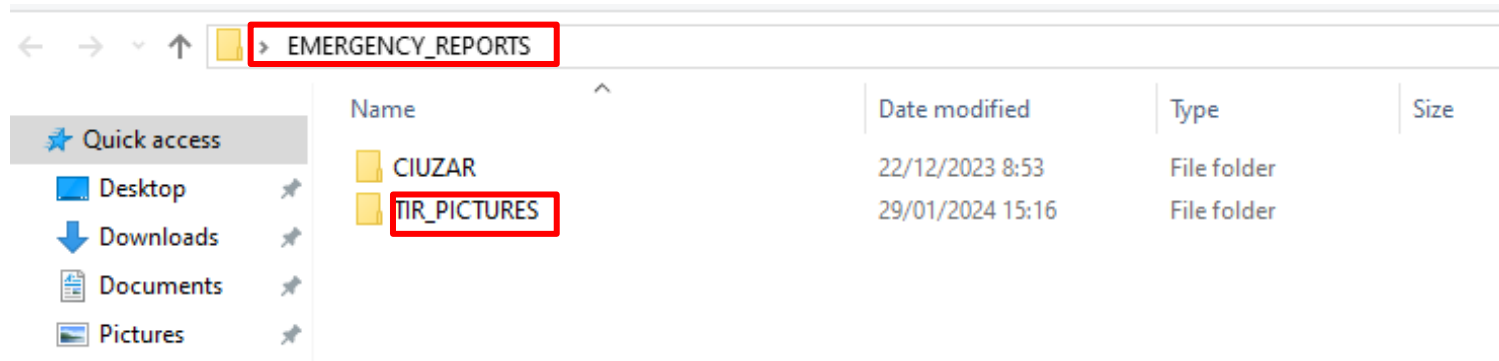 EMERGENCY_REPORTS
Name Date modified Type Size
Quick access
Desktop
Downloads
Documents
Pictures
CIUZAR 22/12/2023 8:53 File folder
TIR_PICTURES 29/01/2024 15:16 File folder